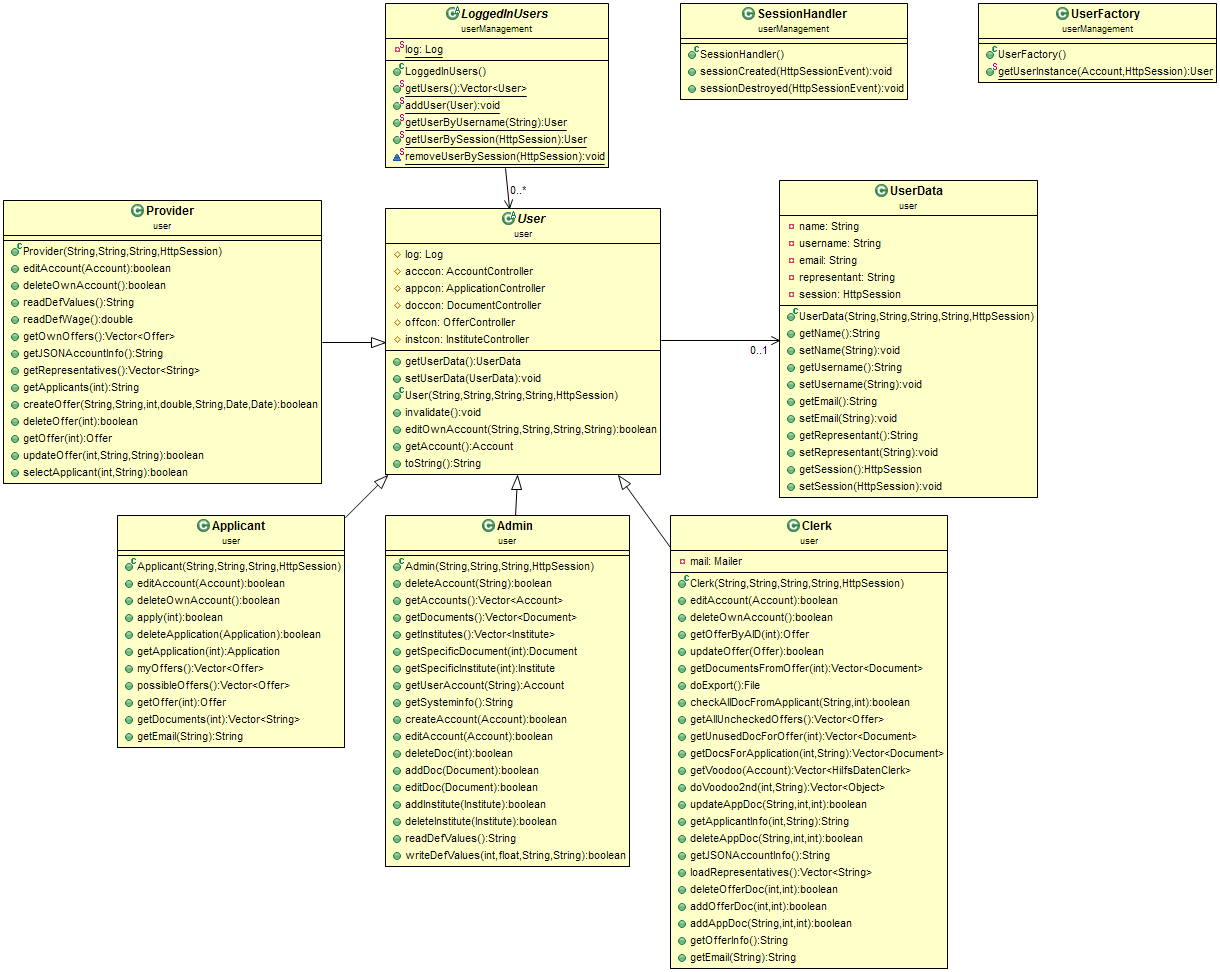 LoggedInUsers
userManagement
log: Log
LoggedInUsers()
getUsers():Vector<User>
addUser(User):void
getUserByUsername(String):User
getUserBySession(HttpSession):User
removeUserBySession(HttpSession):void
SessionHandler
userManagement
SessionHandler()
sessionCreated(HttpSessionEvent):void
sessionDestroyed(HttpSessionEvent):void
UserFactory
userManagement
UserFactory()
getUserInstance(Account,HttpSession):User
0..*
Provider
user
Provider(String,String,String,HttpSession)
editAccount(Account):boolean
deleteOwnAccount():boolean
readDefValues():String
readDefWage():double
getOwnOffers():Vector<Offer>
getJSONAccountInfo():String
getRepresentatives():Vector<String>
getApplicants(int):String
createOffer(String,String,int,double,String,Date,Date):boolean
deleteOffer(int):boolean
getOffer(int):Offer
updateOffer(int,String,String):boolean
selectApplicant(int,String):boolean
User
user
log: Log
acccon: AccountController
appcon: ApplicationController
doccon: DocumentController
offcon: OfferController
instcon: InstituteController
getUserData():UserData
setUserData(UserData):void
User(String,String,String,String,HttpSession)
invalidate():void
editOwnAccount(String,String,String,String):boolean
getAccount():Account
toString():String
0..1
UserData
user
name: String
username: String
email: String
representant: String
session: HttpSession
UserData(String,String,String,String,HttpSession)
getName():String
setName(String):void
getUsername():String
setUsername(String):void
getEmail():String
setEmail(String):void
getRepresentant():String
setRepresentant(String):void
getSession():HttpSession
setSession(HttpSession):void
Applicant
user
Applicant(String,String,String,HttpSession)
editAccount(Account):boolean
deleteOwnAccount():boolean
apply(int):boolean
deleteApplication(Application):boolean
getApplication(int):Application
myOffers():Vector<Offer>
possibleOffers():Vector<Offer>
getOffer(int):Offer
getDocuments(int):Vector<String>
getEmail(String):String
Admin
user
Admin(String,String,String,HttpSession)
deleteAccount(String):boolean
getAccounts():Vector<Account>
getDocuments():Vector<Document>
getInstitutes():Vector<Institute>
getSpecificDocument(int):Document
getSpecificInstitute(int):Institute
getUserAccount(String):Account
getSysteminfo():String
createAccount(Account):boolean
editAccount(Account):boolean
deleteDoc(int):boolean
addDoc(Document):boolean
editDoc(Document):boolean
addInstitute(Institute):boolean
deleteInstitute(Institute):boolean
readDefValues():String
writeDefValues(int,float,String,String):boolean
Clerk
user
mail: Mailer
Clerk(String,String,String,String,HttpSession)
editAccount(Account):boolean
deleteOwnAccount():boolean
getOfferByAID(int):Offer
updateOffer(Offer):boolean
getDocumentsFromOffer(int):Vector<Document>
doExport():File
checkAllDocFromApplicant(String,int):boolean
getAllUncheckedOffers():Vector<Offer>
getUnusedDocForOffer(int):Vector<Document>
getDocsForApplication(int,String):Vector<Document>
getVoodoo(Account):Vector<HilfsDatenClerk>
doVoodoo2nd(int,String):Vector<Object>
updateAppDoc(String,int,int):boolean
getApplicantInfo(int,String):String
deleteAppDoc(String,int,int):boolean
getJSONAccountInfo():String
loadRepresentatives():Vector<String>
deleteOfferDoc(int,int):boolean
addOfferDoc(int,int):boolean
addAppDoc(String,int,int):boolean
getOfferInfo():String
getEmail(String):String